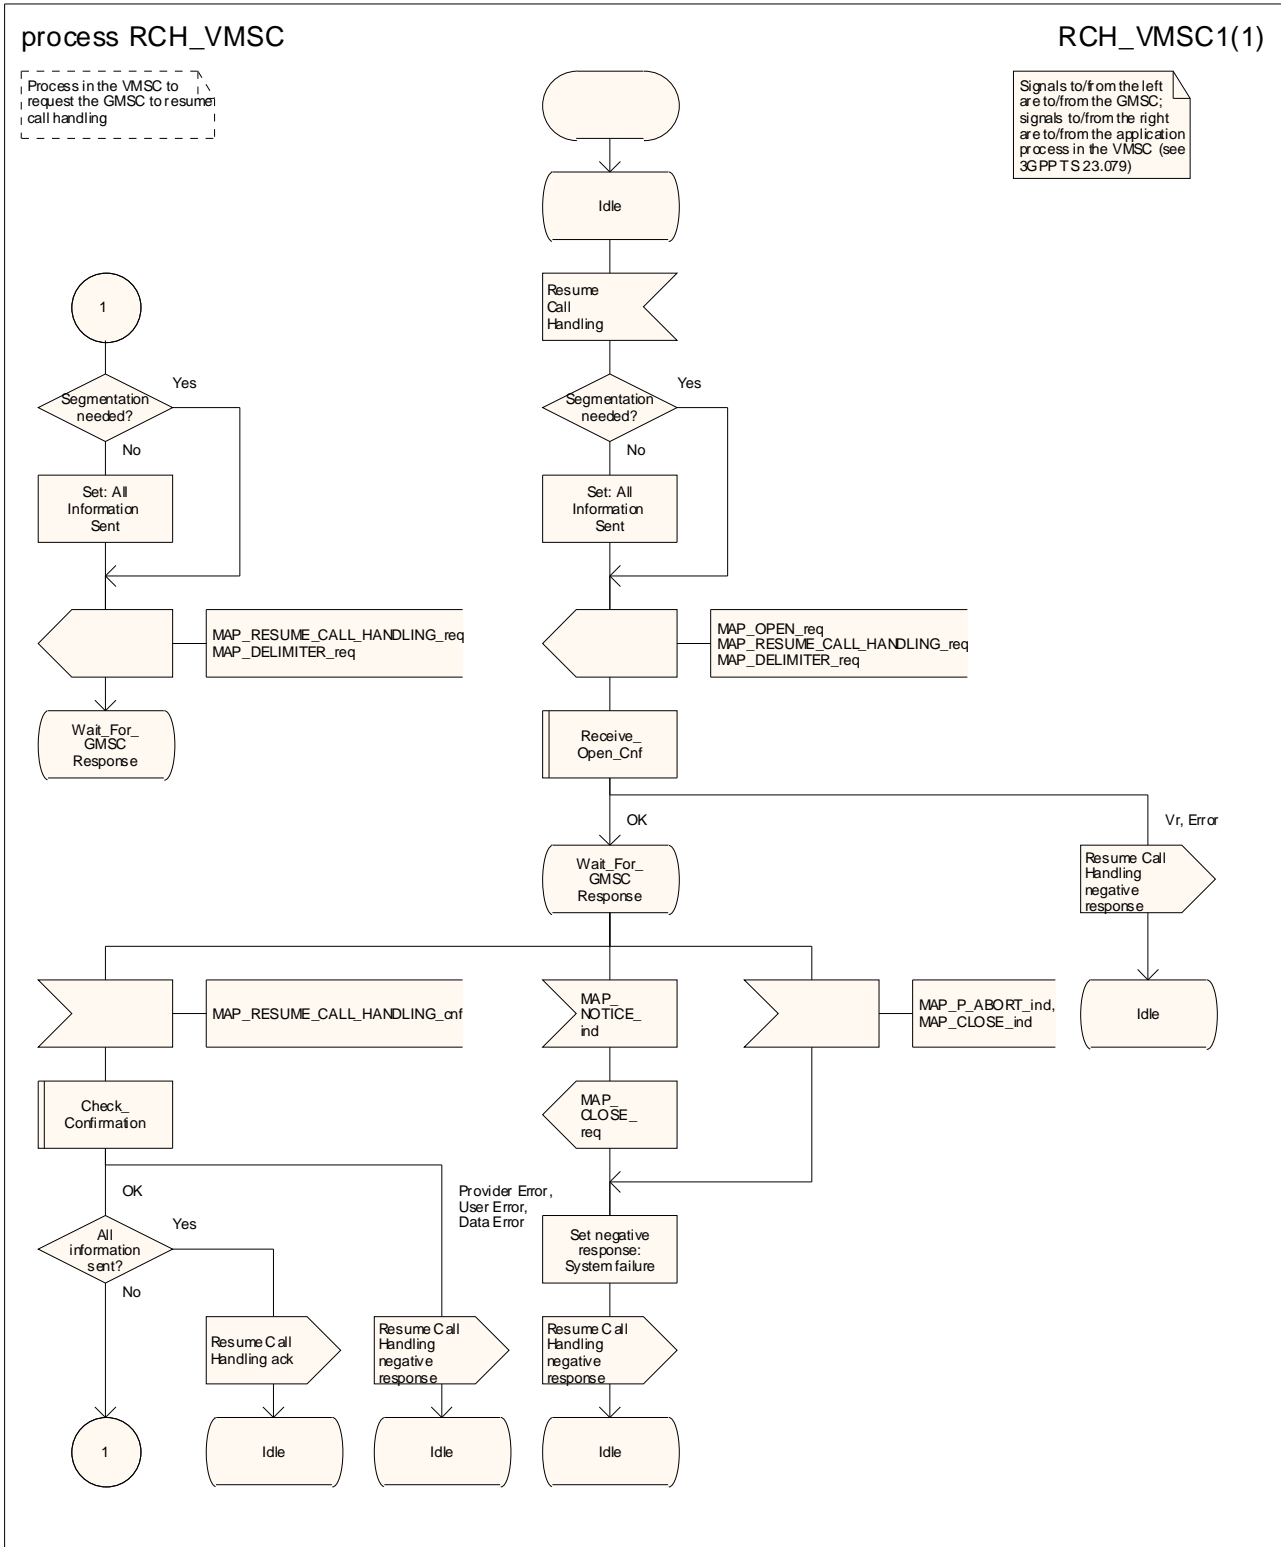 process RCH_VMSC
RCH_VMSC1(1)
Process in the VMSC to
request the GMSC to resume
call handling
Signals to/from the left
are to/from the GMSC;
signals to/from the right
are to/from the application
process in the VMSC (see
3GPP TS 23.079)
Idle
1
Resume
Call
Handling
Segmentation
needed?
Yes
No
Segmentation
needed?
Yes
No
Set: All
Information
Sent
Set: All
Information
Sent
MAP_RESUME_CALL_HANDLING_req
MAP_DELIMITER_req
MAP_OPEN_req
MAP_RESUME_CALL_HANDLING_req
MAP_DELIMITER_req
Wait_For_
GMSC
Response
Receive_
Open_Cnf
OK
Vr, Error
Wait_For_
GMSC
Response
Resume Call
Handling
negative
response
MAP_RESUME_CALL_HANDLING_cnf
MAP_
NOTICE_
ind
MAP_P_ABORT_ind,
MAP_CLOSE_ind
Idle
Check_
Confirmation
MAP_
CLOSE_
req
OK
Provider Error,
User Error,
Data Error
All
information
sent?
Yes
No
Set negative
response:
System failure
Resume Call
Handling ack
Resume Call
Handling
negative
response
Resume Call
Handling
negative
response
1
Idle
Idle
Idle